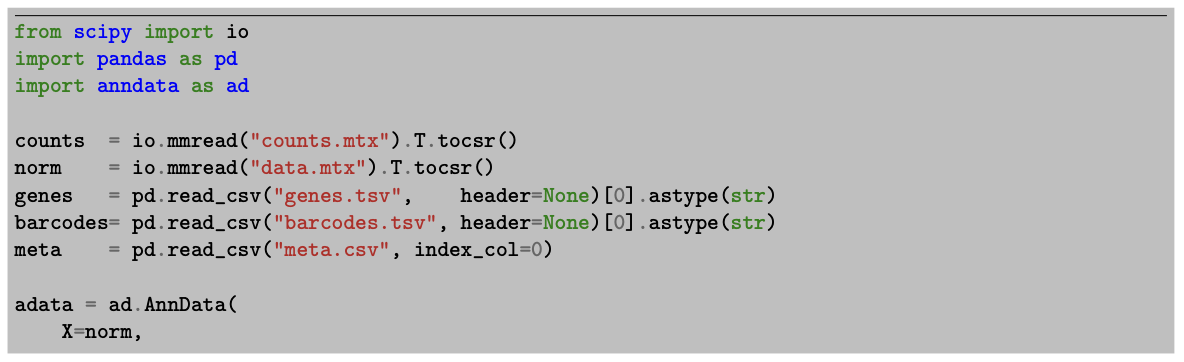 from scipy import io
import pandas as pd
import anndata as ad

counts  = io.mmread("counts.mtx").T.tocsr()
norm    = io.mmread("data.mtx").T.tocsr()
genes   = pd.read_csv("genes.tsv",    header=None)[0].astype(str)
barcodes= pd.read_csv("barcodes.tsv", header=None)[0].astype(str)
meta    = pd.read_csv("meta.csv", index_col=0)

adata = ad.AnnData(
    X=norm,